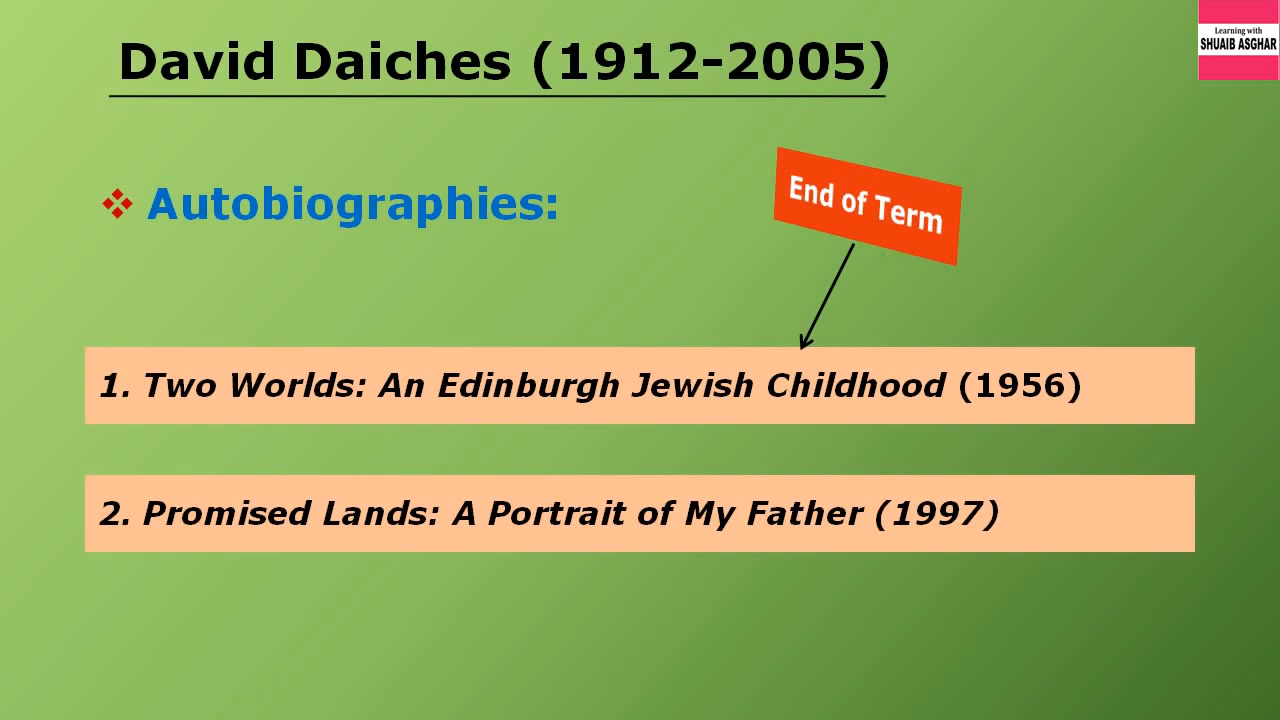 David Daiches (1912-2005)
Learning with
SHUAIB ASGHAR
Autobiographies:
End of Term
1. Two Worlds: An Edinburgh Jewish Childhood (1956)
2. Promised Lands: A Portrait of My Father (1997)